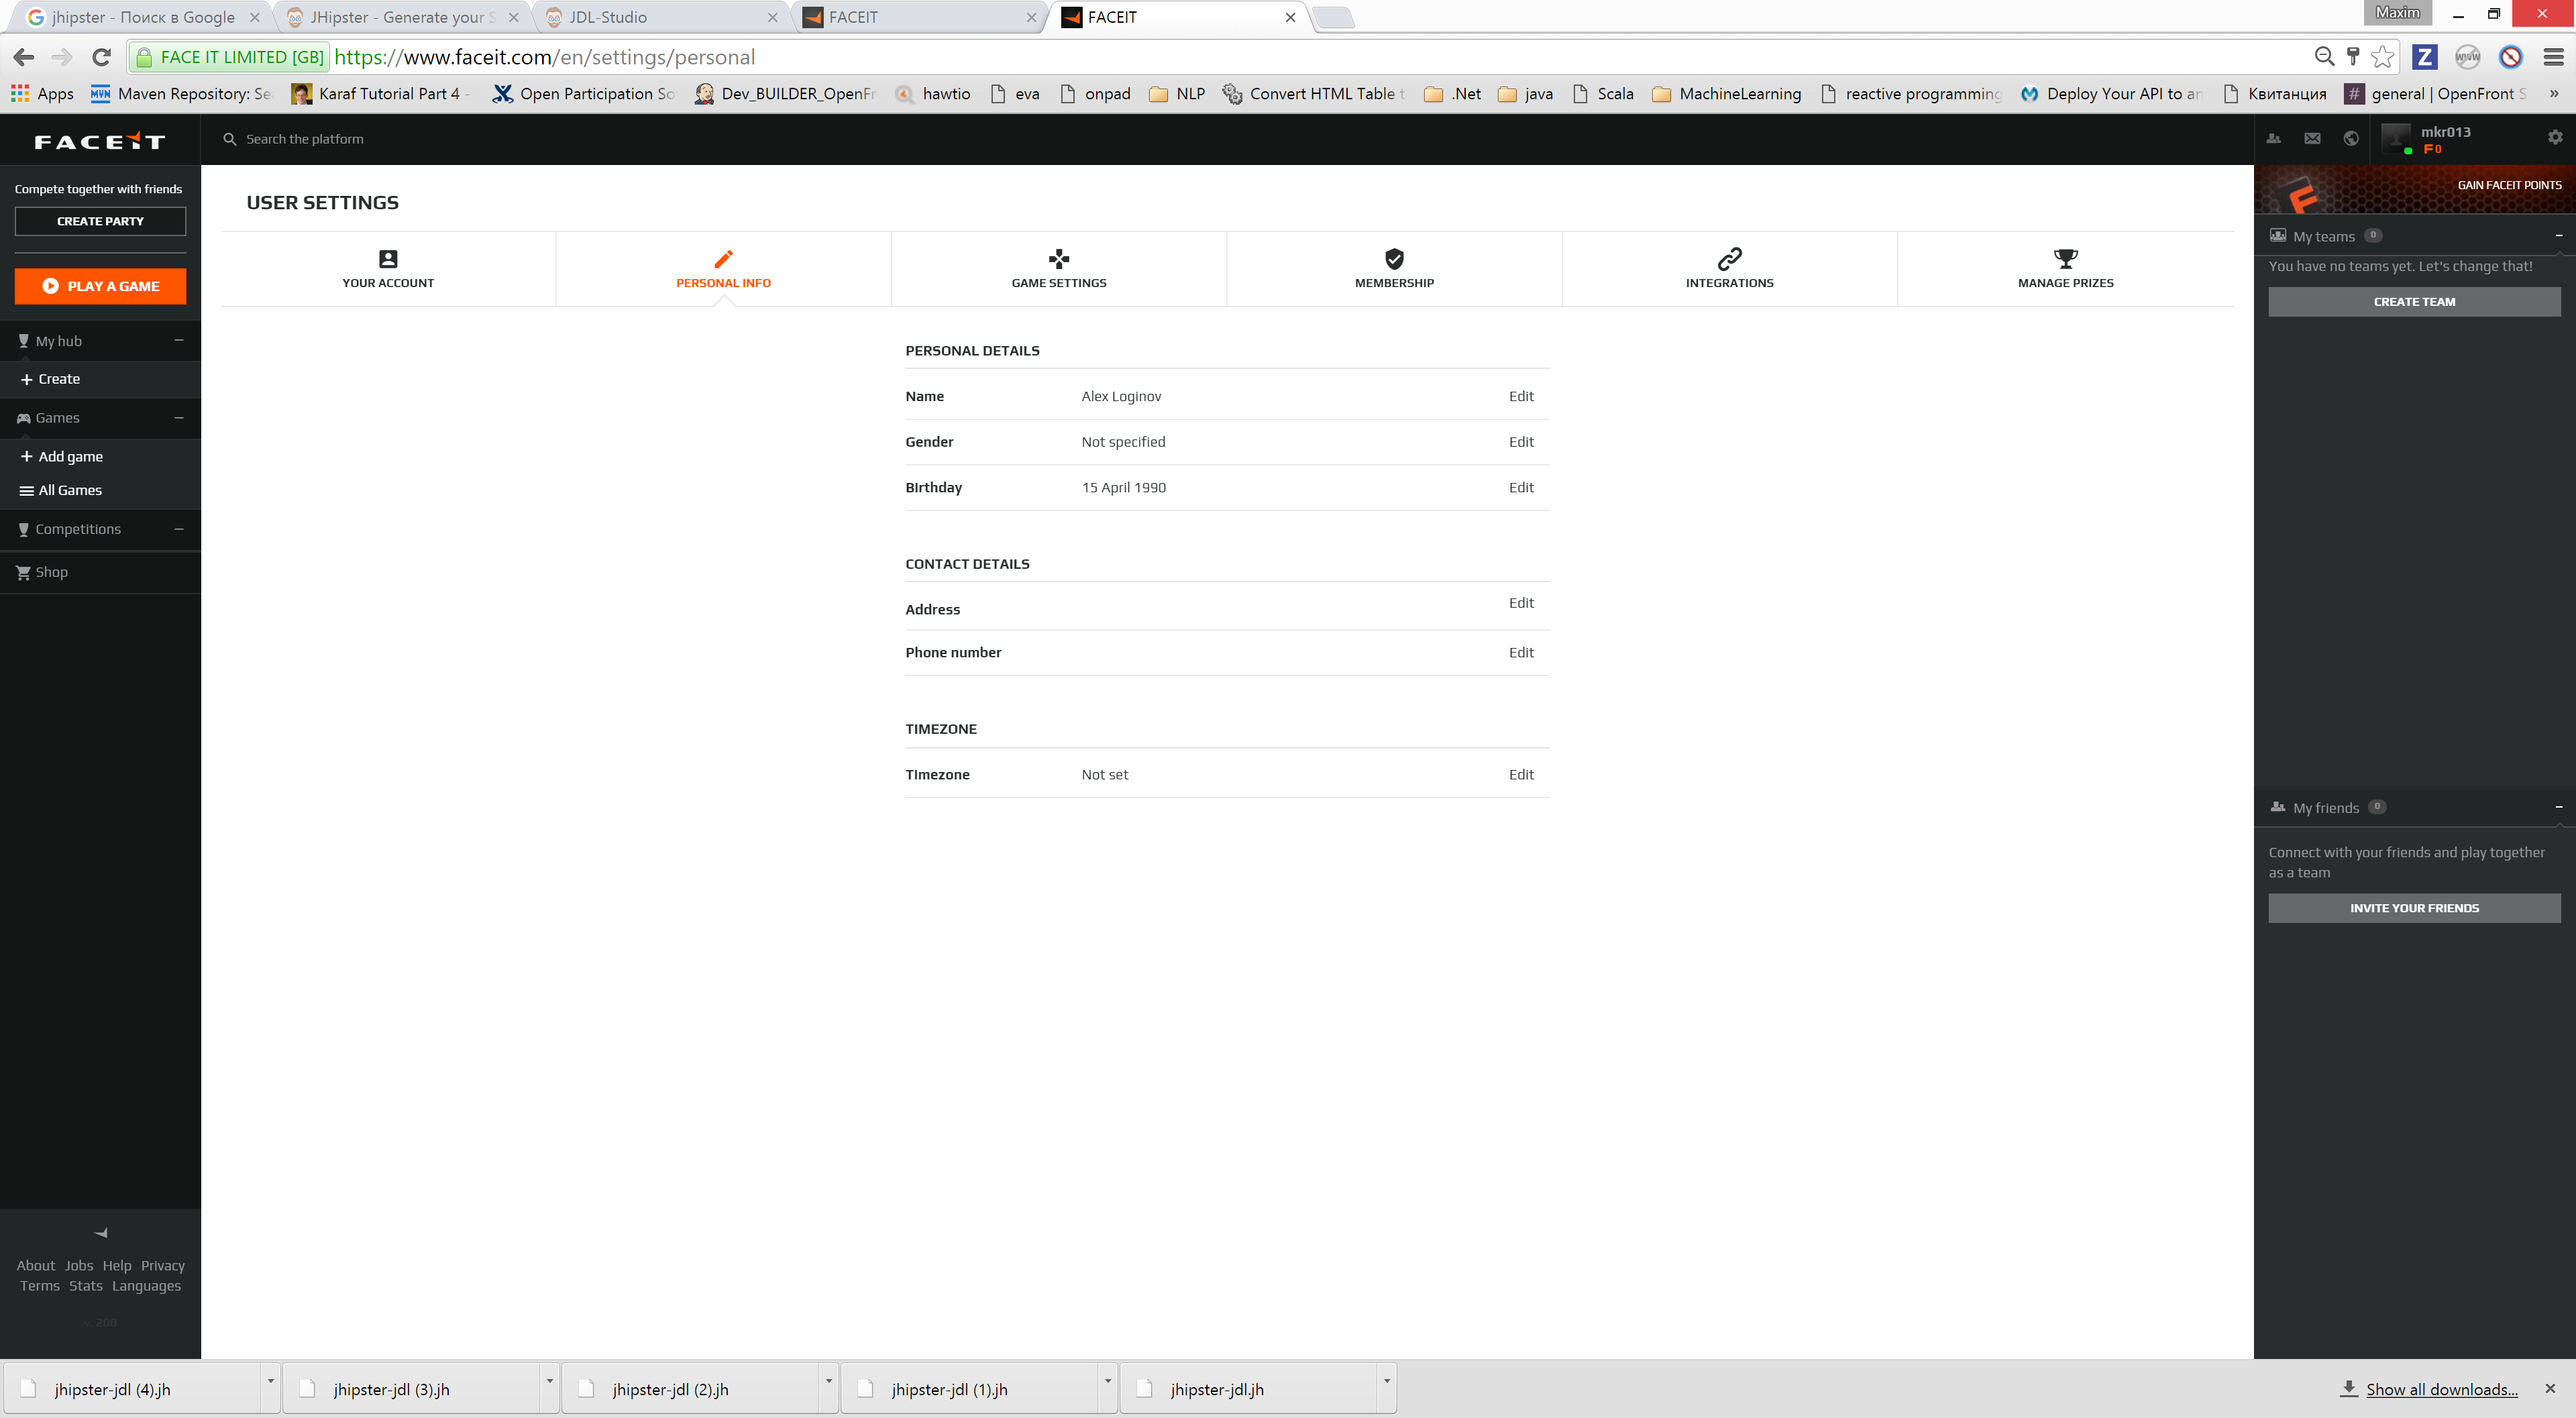 jhipster - Поиск в Google
JHipster - Generate your S
JDL-Studio
FACEIT
FACEIT
Maxim
FACE IT LIMITED [GB]
https://www.faceit.com/en/settings/personal
Apps
Maven Repository: Se
Karaf Tutorial Part 4 -
Open Participation So
Dev_BUILDER_OpenFr
hawtio
eva
onpad
NLP
Convert HTML Table t
.Net
java
Scala
MachineLearning
reactive programming
Deploy Your API to an
Квитанция
general | OpenFront S
»
FACEIT
Search the platform
mkr013
F 0
Compete together with friends
CREATE PARTY
PLAY A GAME
My hub
Create
Games
Add game
All Games
Competitions
Shop
About Jobs Help Privacy
Terms Stats Languages
v. 200
USER SETTINGS
YOUR ACCOUNT
PERSONAL INFO
GAME SETTINGS
MEMBERSHIP
INTEGRATIONS
MANAGE PRIZES
PERSONAL DETAILS
Name Alex Loginov Edit
Gender Not specified Edit
Birthday 15 April 1990 Edit
CONTACT DETAILS
Address Edit
Phone number Edit
TIMEZONE
Timezone Not set Edit
GAIN FACEIT POINTS
My teams 0
You have no teams yet. Let's change that!
CREATE TEAM
My friends 0
Connect with your friends and play together
as a team
INVITE YOUR FRIENDS
jhipster-jdl (4).jh
jhipster-jdl (3).jh
jhipster-jdl (2).jh
jhipster-jdl (1).jh
jhipster-jdl.jh
Show all downloads...